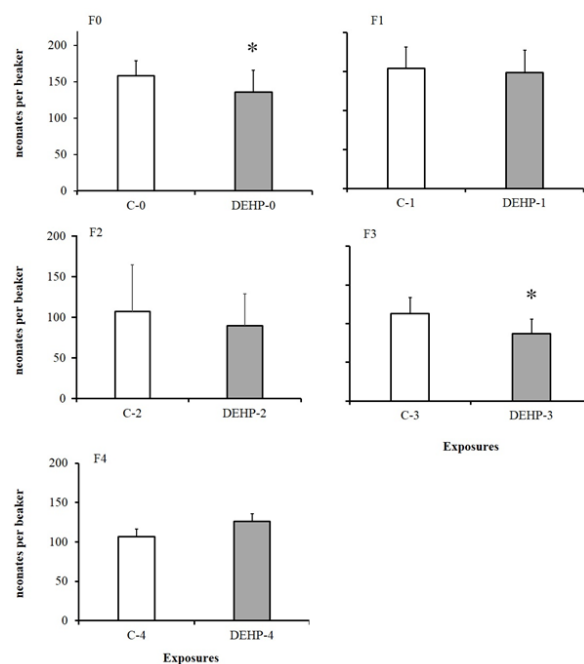 F0
F1
neonates per beaker
200
150
100
50
0
*
C-0
DEHP-0
C-1
DEHP-1
F2
F3
neonates per beaker
200
150
100
50
0
*
C-2
DEHP-2
C-3
DEHP-3
Exposures
F4
neonates per beaker
200
150
100
50
0
C-4
DEHP-4
Exposures